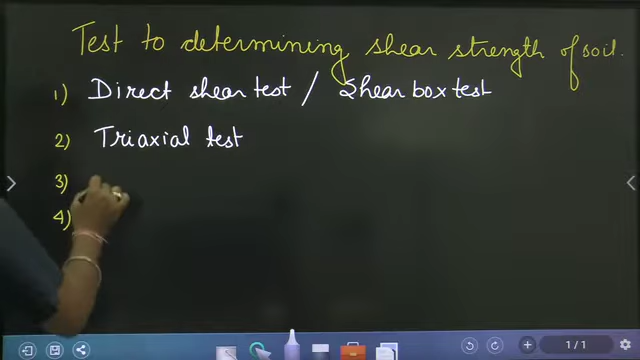 Test to determining shear strength of soil.
1) Direct shear test / Shear box test
2) Triaxial test
3)
4)
1/1